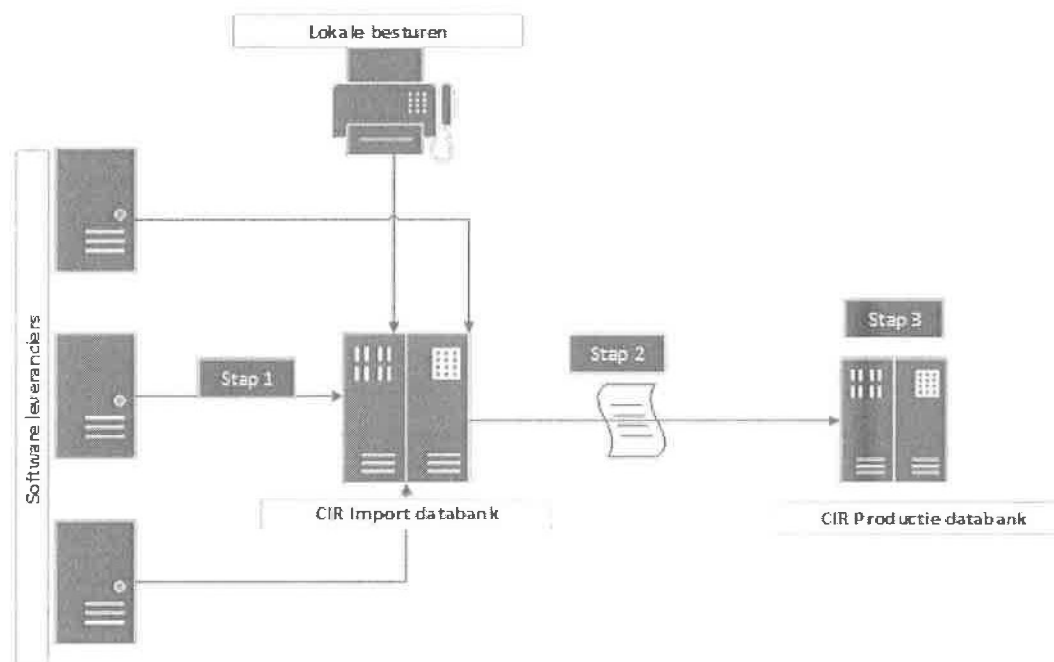 Lokale besturen
Software leveranciers
Stap 1
Stap 2
Stap 3
CIR Import databank
CIR Productie databank